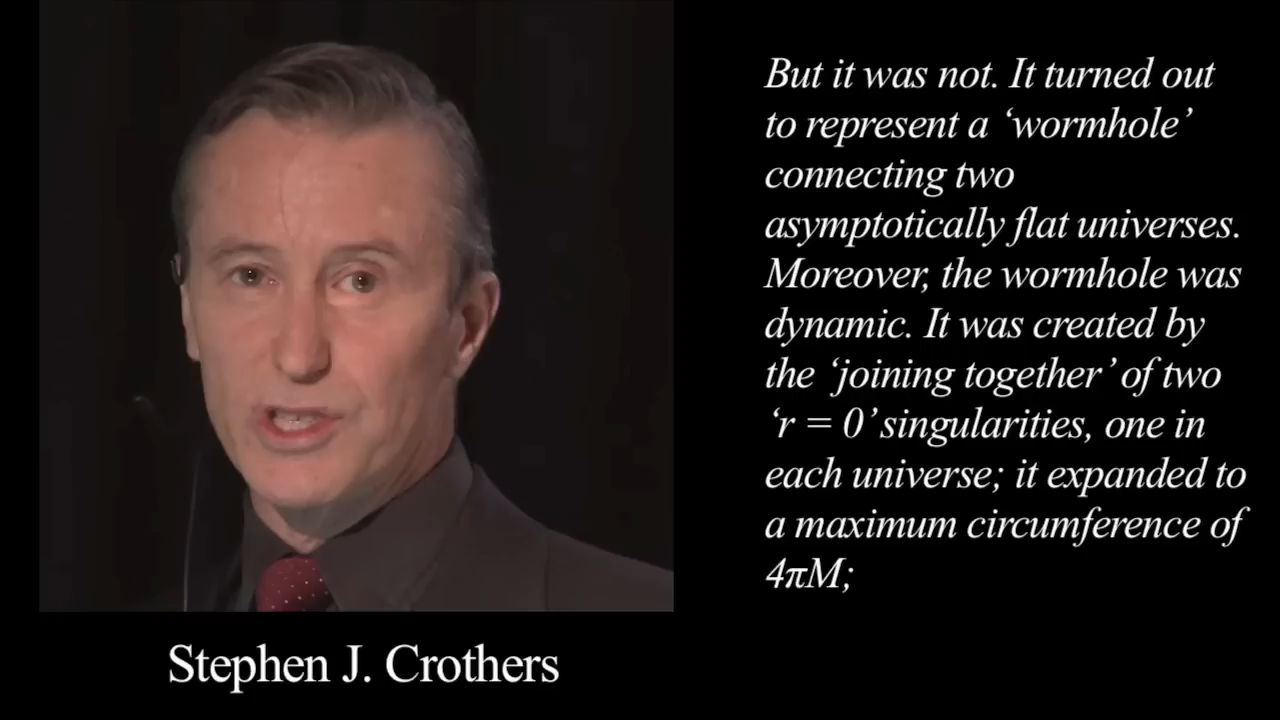 But it was not. It turned out
to represent a ‘wormhole’
connecting two
asymptotically flat universes.
Moreover, the wormhole was
dynamic. It was created by
the ‘joining together’ of two
‘r = 0’ singularities, one in
each universe; it expanded to
a maximum circumference of
4πM;
Stephen J. Crothers